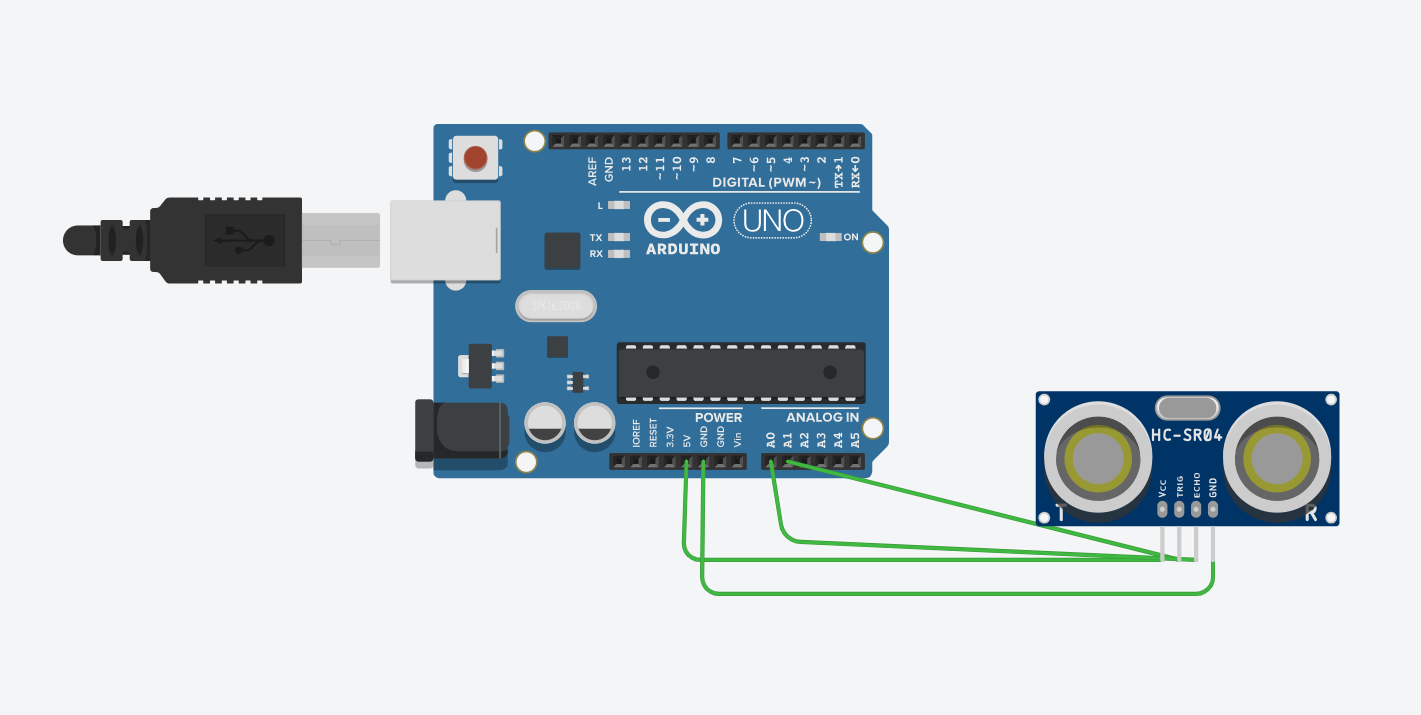 AREF
GND
13
12
~11
~10
~9
8
7
~6
~5
4
~3
2
TX→1
RX←0
DIGITAL (PWM~)
L
TX
RX
ARDUINO
UNO
ON
POWER
ANALOG IN
IOREF
RESET
3.3V
5V
GND
GND
Vin
A0
A1
A2
A3
A4
A5
HC-SR04
VCC
TRIG
ECHO
GND
T
R